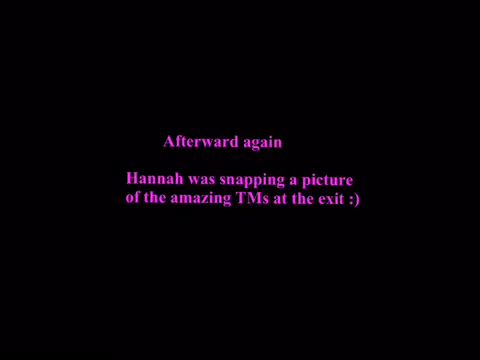 Afterward again
Hannah was snapping a picture
of the amazing TMs at the exit :)